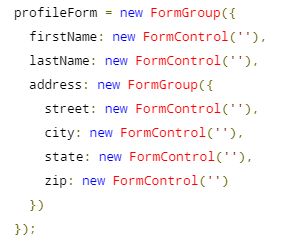 profileForm = new FormGroup({
  firstName: new FormControl(''),
  lastName: new FormControl(''),
  address: new FormGroup({
    street: new FormControl(''),
    city: new FormControl(''),
    state: new FormControl(''),
    zip: new FormControl('')
  })
});